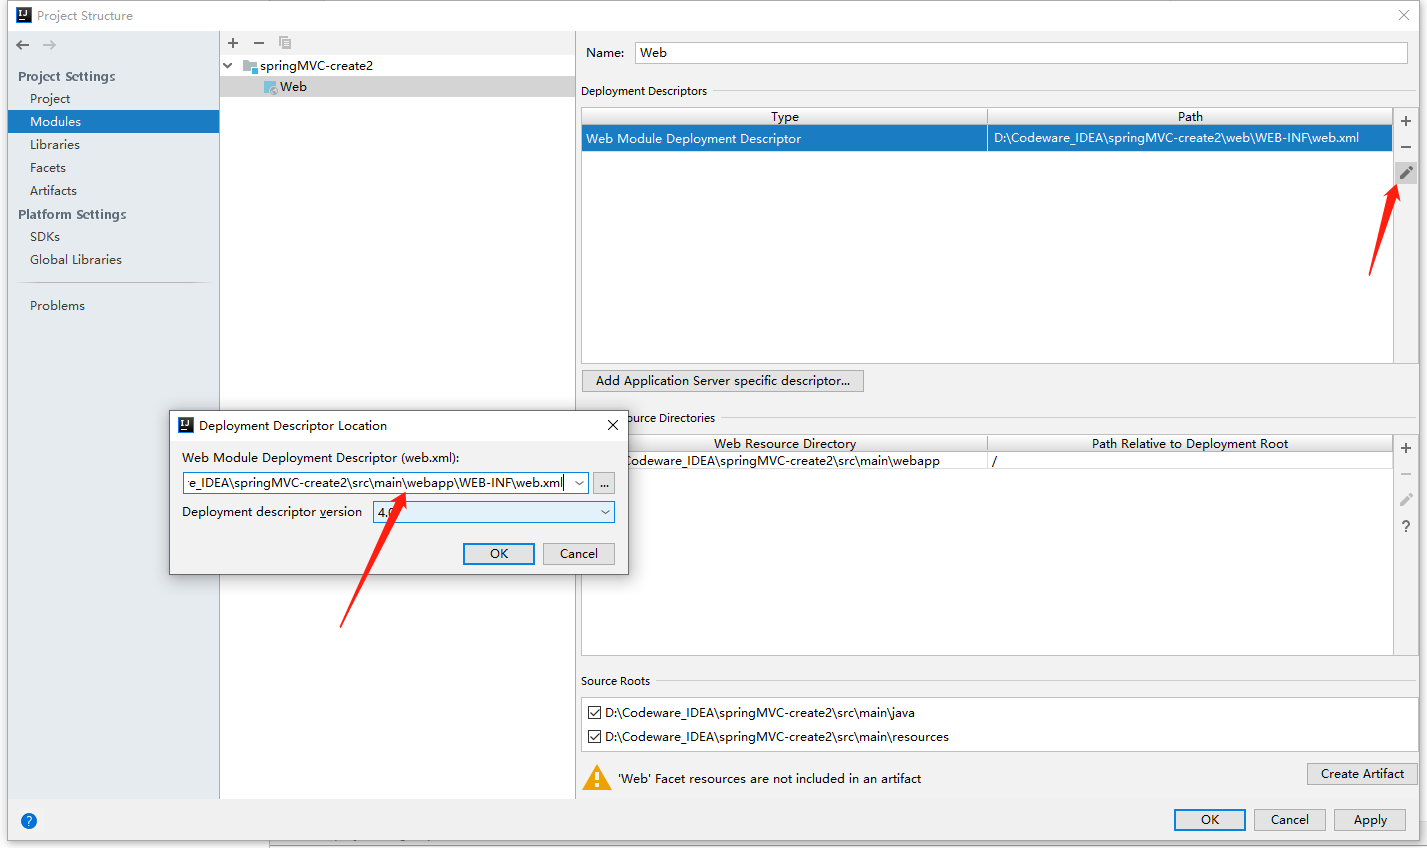 Project Structure
Project Settings
Project
Modules
Libraries
Facets
Artifacts
Platform Settings
SDKs
Global Libraries
Problems
springMVC-create2
Web
Name: Web
Deployment Descriptors
Type Path
Web Module Deployment Descriptor D:\Codeware_IDEA\springMVC-create2\web\WEB-INF\web.xml
Add Application Server specific descriptor...
Deployment Descriptor Location
Web Module Deployment Descriptor (web.xml):
e_IDEA\springMVC-create2\src\main\webapp\WEB-INF\web.xml
...
Deployment descriptor version 4.
OK Cancel
ource Directories
Web Resource Directory Path Relative to Deployment Root
Codeware_IDEA\springMVC-create2\src\main\webapp /
?
Source Roots
D:\Codeware_IDEA\springMVC-create2\src\main\java
D:\Codeware_IDEA\springMVC-create2\src\main\resources
'Web' Facet resources are not included in an artifact
Create Artifact
?
OK Cancel Apply